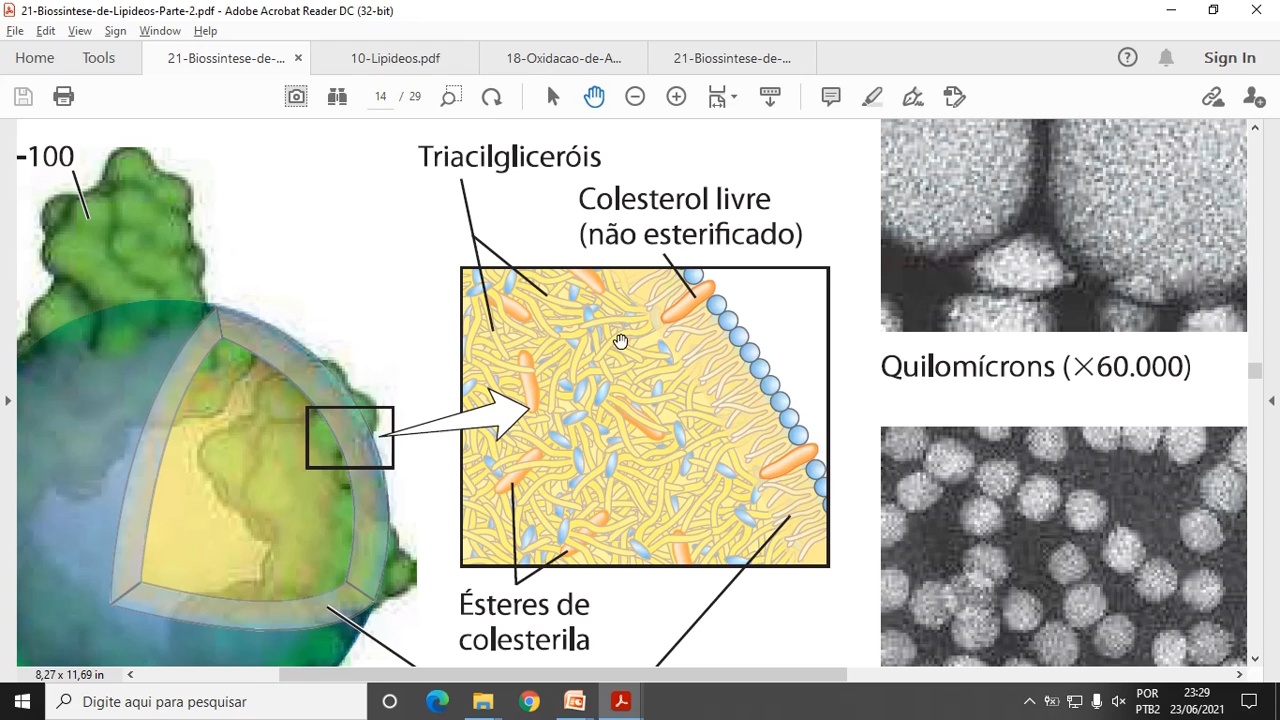 21-Biossintese-de-Lipideos-Parte-2.pdf - Adobe Acrobat Reader DC (32-bit)
File Edit View Sign Window Help
Home Tools 21-Biossintese-de-... 10-Lipideos.pdf 18-Oxidacao-de-A... 21-Biossintese-de-... Sign In
14 / 29
-100
Triacilgliceróis
Colesterol livre
(não esterificado)
Quilomícrons (×60.000)
Ésteres de
colesterila
8,27 x 11,69 in
Digite aqui para pesquisar
POR
PTB2
23:29
23/06/2021